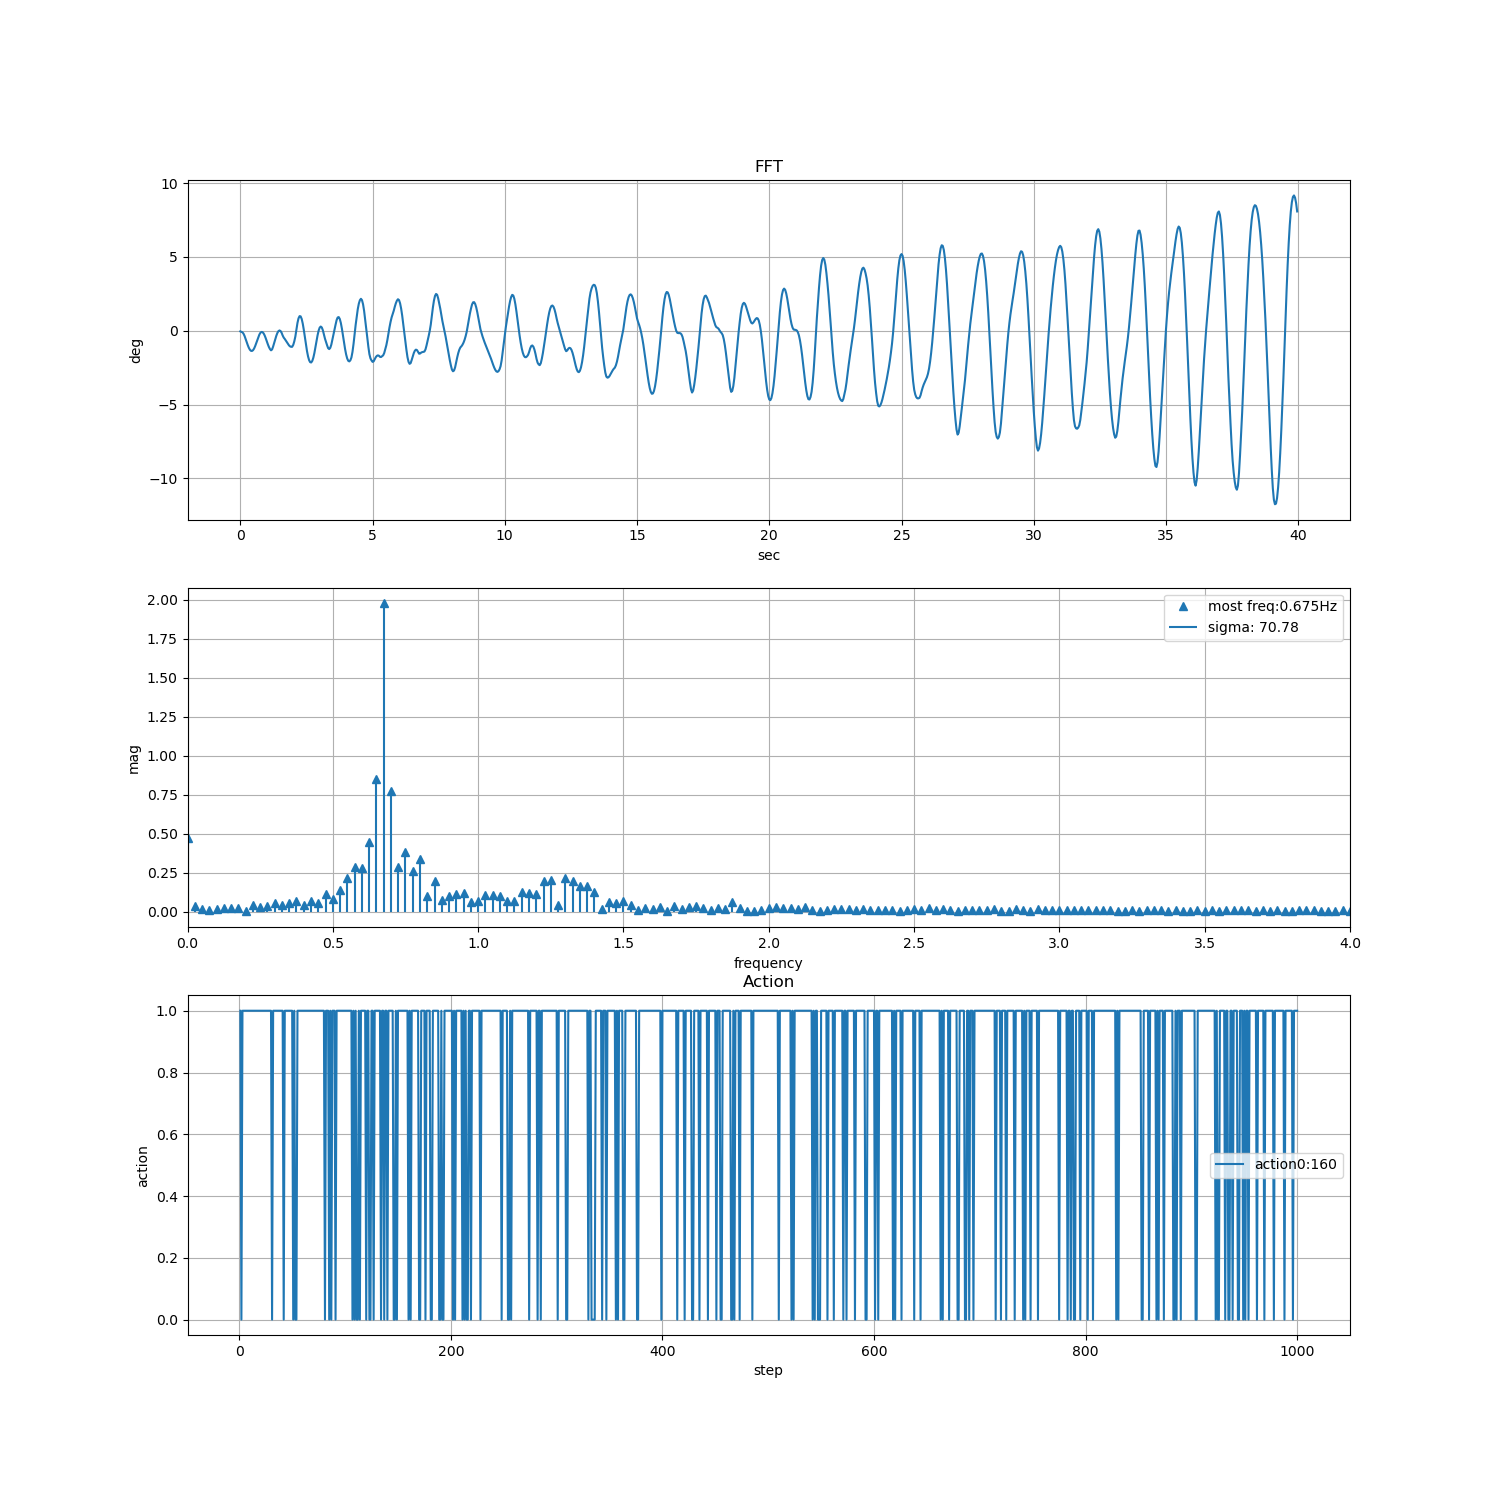 FFT
10
5
0
−5
−10
deg
0 5 10 15 20 25 30 35 40
sec
2.00
1.75
1.50
1.25
1.00
0.75
0.50
0.25
0.00
mag
most freq:0.675Hz
sigma: 70.78
0.0 0.5 1.0 1.5 2.0 2.5 3.0 3.5 4.0
frequency
Action
1.0
0.8
0.6
0.4
0.2
0.0
action
action0:160
0 200 400 600 800 1000
step